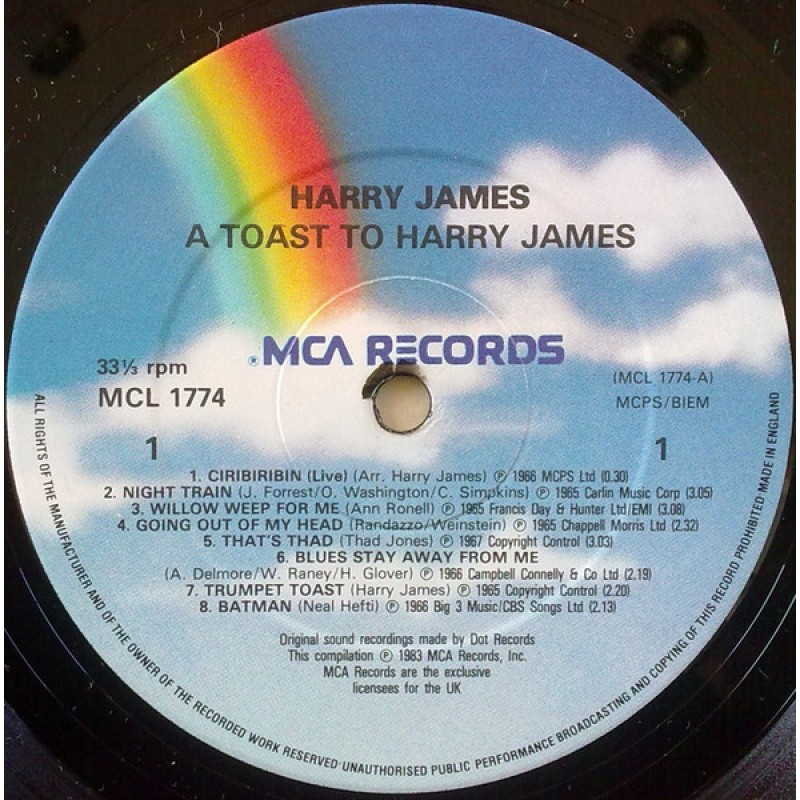 HARRY JAMES
A TOAST TO HARRY JAMES
®MCA RECORDS
33⅓ rpm
MCL 1774
(MCL 1774-A)
MCPS/BIEM
1
1
1. CIRIBIRIBIN (Live) (Arr. Harry James) ℗ 1966 MCPS Ltd (0.30)
2. NIGHT TRAIN (J. Forrest/O. Washington/C. Simpkins) ℗ 1965 Carlin Music Corp (3.05)
3. WILLOW WEEP FOR ME (Ann Ronell) ℗ 1965 Francis Day & Hunter Ltd/EMI (3.08)
4. GOING OUT OF MY HEAD (Randazzo/Weinstein) ℗ 1965 Chappell Morris Ltd (2.32)
5. THAT'S THAD (Thad Jones) ℗ 1967 Copyright Control (3.03)
6. BLUES STAY AWAY FROM ME
(A. Delmore/W. Raney/H. Glover) ℗ 1966 Campbell Connelly & Co Ltd (2.19)
7. TRUMPET TOAST (Harry James) ℗ 1965 Copyright Control (2.20)
8. BATMAN (Neal Hefti) ℗ 1966 Big 3 Music/CBS Songs Ltd (2.13)
Original sound recordings made by Dot Records
This compilation ℗ 1983 MCA Records, Inc.
MCA Records are the exclusive
licensees for the UK
ALL RIGHTS OF THE MANUFACTURER AND OF THE OWNER OF THE RECORDED WORK RESERVED·UNAUTHORISED PUBLIC PERFORMANCE BROADCASTING AND COPYING OF THIS RECORD PROHIBITED·MADE IN ENGLAND